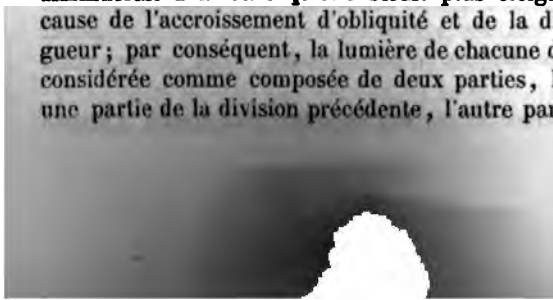 cause de l'accroissement d'obliquité et de la d
gueur; par conséquent, la lumière de chacune
considérée comme composée de deux parties,
une partie de la division précédente, l'autre par